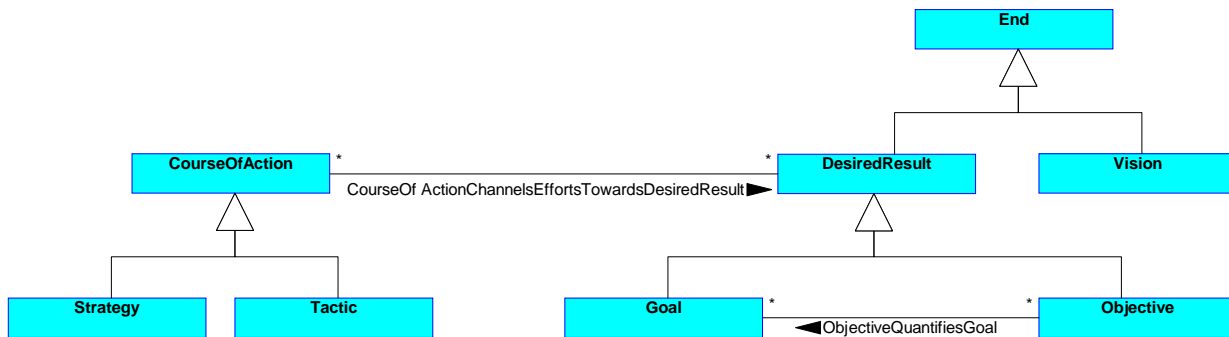 End
CourseOfAction
*
*
DesiredResult
Vision
CourseOf ActionChannelsEffortsTowardsDesiredResult
Strategy
Tactic
Goal
*
*
Objective
ObjectiveQuantifiesGoal